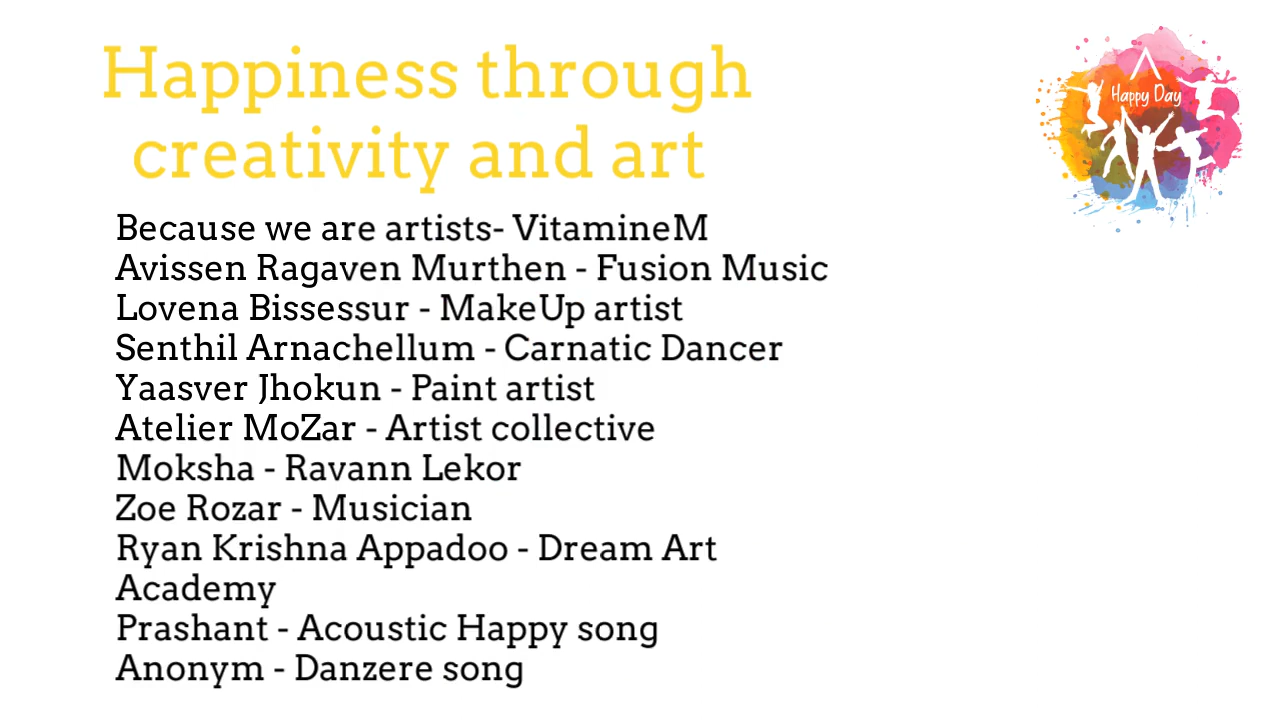 Happiness through
creativity and art
Happy Day
Because we are artists- VitamineM
Avissen Ragaven Murthen - Fusion Music
Lovena Bissessur - MakeUp artist
Senthil Arnachellum - Carnatic Dancer
Yaasver Jhokun - Paint artist
Atelier MoZar - Artist collective
Moksha - Ravann Lekor
Zoe Rozar - Musician
Ryan Krishna Appadoo - Dream Art
Academy
Prashant - Acoustic Happy song
Anonym - Danzere song